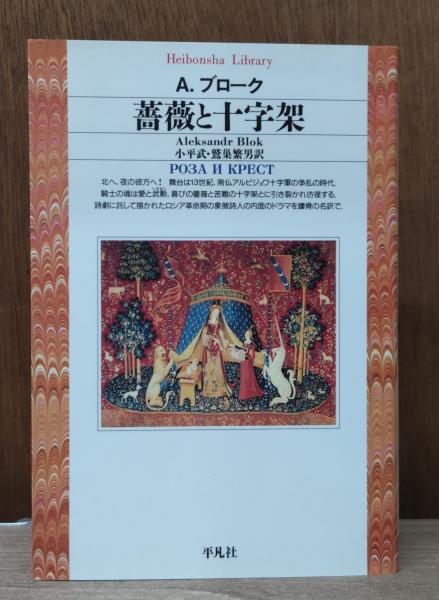 Heibonsha Library
A. ブローク
薔薇と十字架
Aleksandr Blok
小平武・鷲巣繁男訳
РОЗА И КРЕСТ
北へ、夜の彼方へ! 舞台は13世紀、南仏アルビジョワ十字軍の争乱の時代、
騎士の魂は愛と武勲、喜びの薔薇と苦難の十字架とに引き裂かれ彷徨する。
詩劇に託して描かれたロシア革命期の象徴詩人の内面のドラマを鏤骨の名訳で。
平凡社